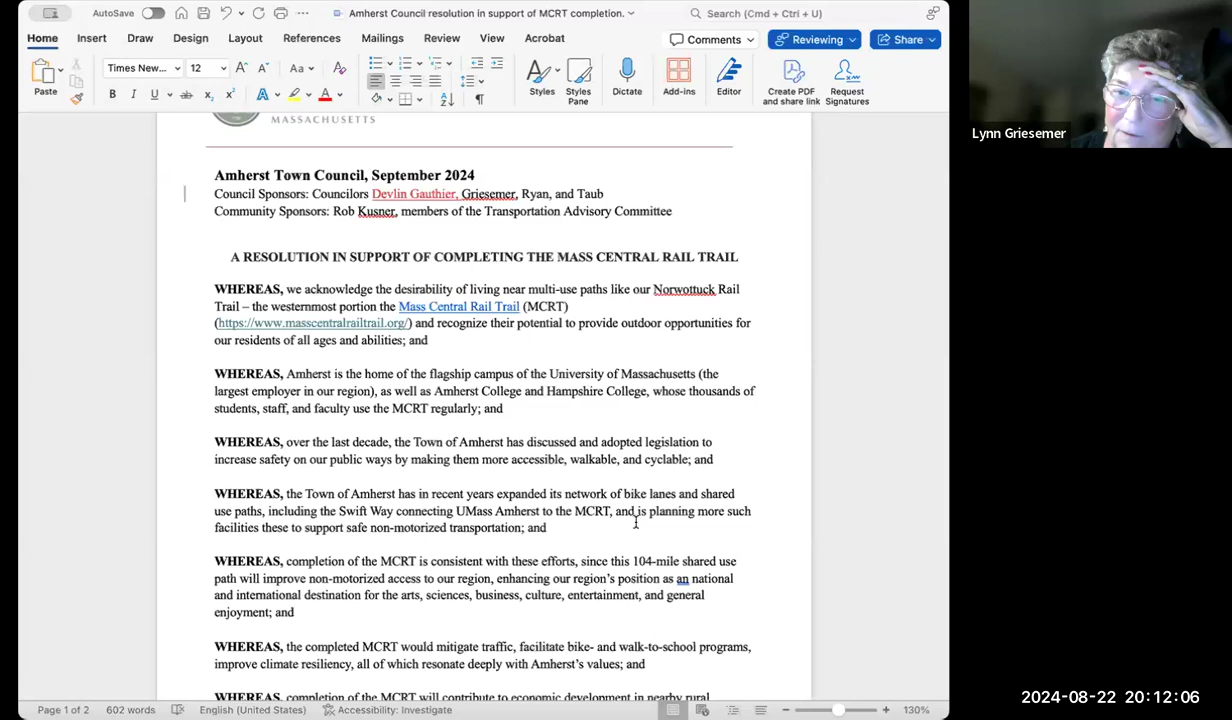 AutoSave
Amherst Council resolution in support of MCRT completion.
Search (Cmd + Ctrl + U)
Home Insert Draw Design Layout References Mailings Review View Acrobat
Comments Reviewing Share
Paste
Times New... 12
Aa
B I U ab x₂ x²
Styles
Styles Pane
Dictate
Add-ins
Editor
Create PDF and share link
Request Signatures
Lynn Griesemer
MASSACHUSETTS
Amherst Town Council, September 2024
Council Sponsors: Councilors Devlin Gauthier, Griesemer, Ryan, and Taub
Community Sponsors: Rob Kusner, members of the Transportation Advisory Committee
A RESOLUTION IN SUPPORT OF COMPLETING THE MASS CENTRAL RAIL TRAIL
WHEREAS, we acknowledge the desirability of living near multi-use paths like our Norwottuck Rail
Trail – the westernmost portion the Mass Central Rail Trail (MCRT)
(https://www.masscentralrailtrail.org/) and recognize their potential to provide outdoor opportunities for
our residents of all ages and abilities; and
WHEREAS, Amherst is the home of the flagship campus of the University of Massachusetts (the
largest employer in our region), as well as Amherst College and Hampshire College, whose thousands of
students, staff, and faculty use the MCRT regularly; and
WHEREAS, over the last decade, the Town of Amherst has discussed and adopted legislation to
increase safety on our public ways by making them more accessible, walkable, and cyclable; and
WHEREAS, the Town of Amherst has in recent years expanded its network of bike lanes and shared
use paths, including the Swift Way connecting UMass Amherst to the MCRT, and is planning more such
facilities these to support safe non-motorized transportation; and
WHEREAS, completion of the MCRT is consistent with these efforts, since this 104-mile shared use
path will improve non-motorized access to our region, enhancing our region's position as an national
and international destination for the arts, sciences, business, culture, entertainment, and general
enjoyment; and
WHEREAS, the completed MCRT would mitigate traffic, facilitate bike- and walk-to-school programs,
improve climate resiliency, all of which resonate deeply with Amherst's values; and
WHEREAS, completion of the MCRT will contribute to economic development in nearby rural
Page 1 of 2 602 words English (United States) Accessibility: Investigate 130%
2024-08-22 20:12:06